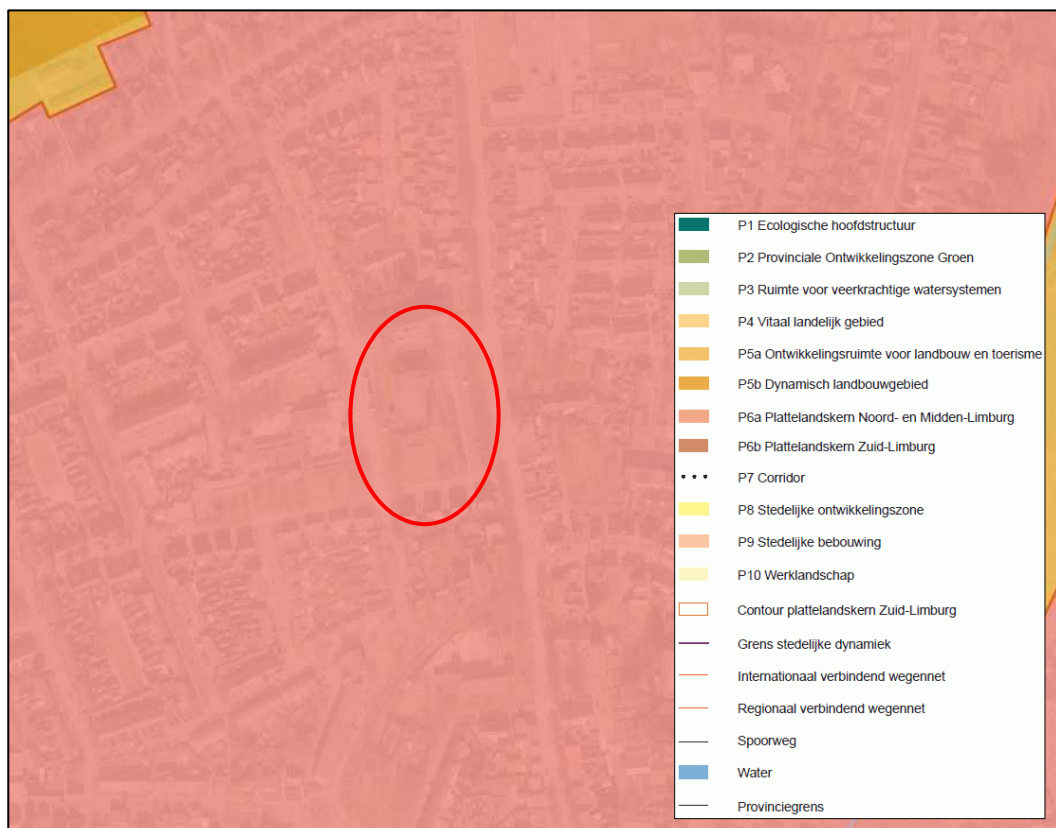 P1 Ecologische hoofdstructuur
P2 Provinciale Ontwikkelingszone Groen
P3 Ruimte voor veerkrachtige watersystemen
P4 Vitaal landelijk gebied
P5a Ontwikkelingsruimte voor landbouw en toerisme
P5b Dynamisch landbouwgebied
P6a Plattelandskern Noord- en Midden-Limburg
P6b Plattelandskern Zuid-Limburg
P7 Corridor
P8 Stedelijke ontwikkelingszone
P9 Stedelijke bebouwing
P10 Werklandschap
Contour plattelandskern Zuid-Limburg
Grens stedelijke dynamiek
Internationaal verbindend wegennet
Regionaal verbindend wegennet
Spoorweg
Water
Provinciegrens